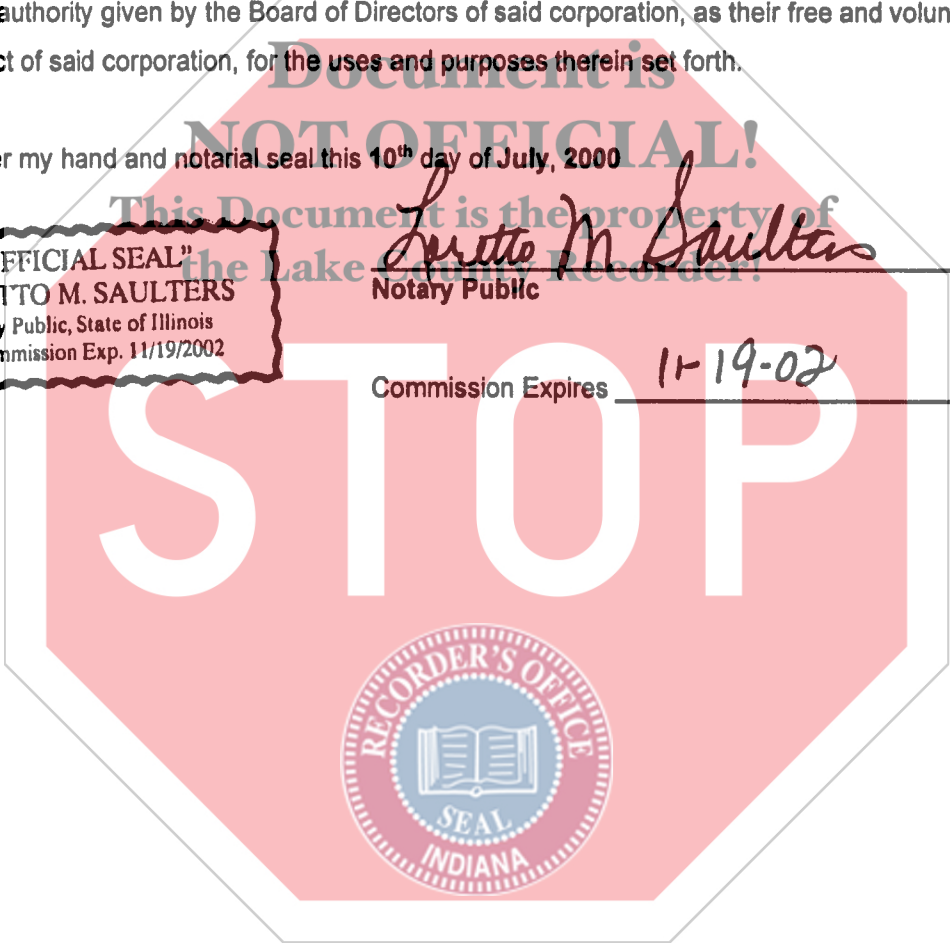 authority given by the Board of Directors of said corporation, as their free and volun
ct of said corporation, for the uses and purposes therein set forth.
Document is
NOT OFFICIAL!
This Document is the property of
the Lake County Recorder!
er my hand and notarial seal this 10th day of July, 2000
Loretto M Saulters
Notary Public
FFICIAL SEAL"
TTO M. SAULTERS
y Public, State of Illinois
mmission Exp. 11/19/2002
Commission Expires 11-19-02
STOP
RECORDER'S OFFICE
SEAL
INDIANA